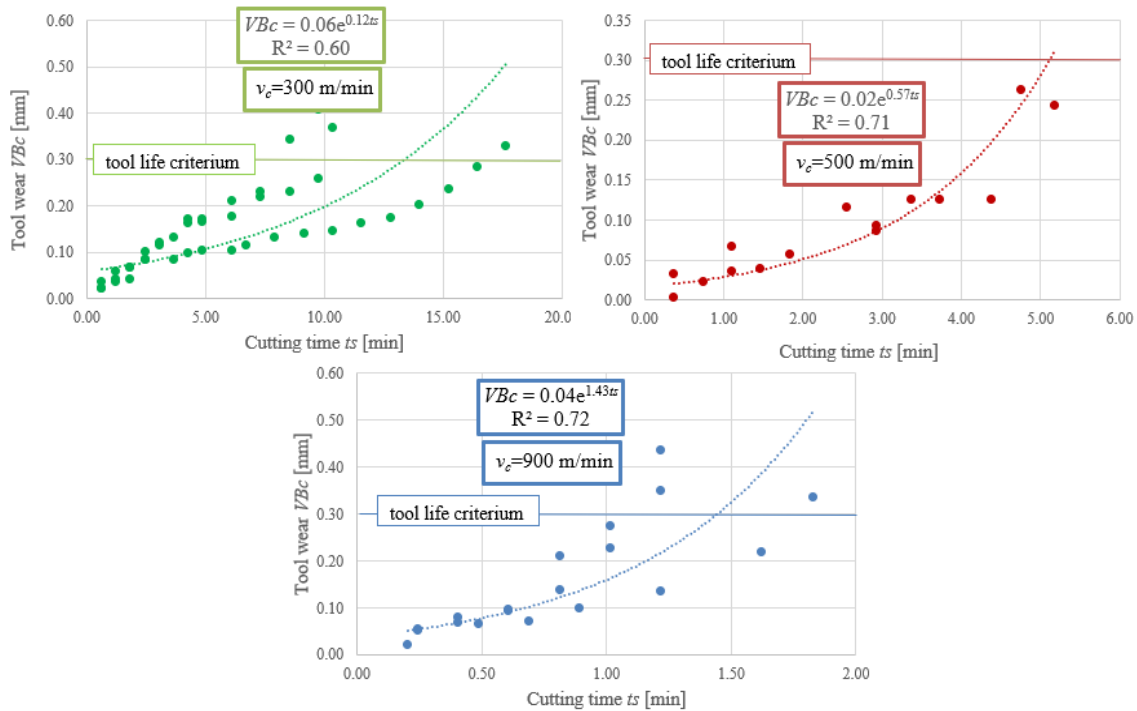 0.60
0.50
0.40
0.30
0.20
0.10
0.00
Tool wear VBc [mm]
VBc = 0.06e^0.12ts
R² = 0.60
v_c=300 m/min
tool life criterium
0.00 5.00 10.00 15.00 20.0
Cutting time ts [min]
0.35
0.30
0.25
0.20
0.15
0.10
0.05
0.00
Tool wear VBc [mm]
tool life criterion
VBc = 0.02e^0.57ts
R² = 0.71
v_c=500 m/min
0.00 1.00 2.00 3.00 4.00 5.00 6.00
Cutting time ts [min]
0.60
0.50
0.40
0.30
0.20
0.10
0.00
Tool wear VBc [mm]
VBc = 0.04e^1.43ts
R² = 0.72
v_c=900 m/min
tool life criterion
0.00 0.50 1.00 1.50 2.00
Cutting time ts [min]